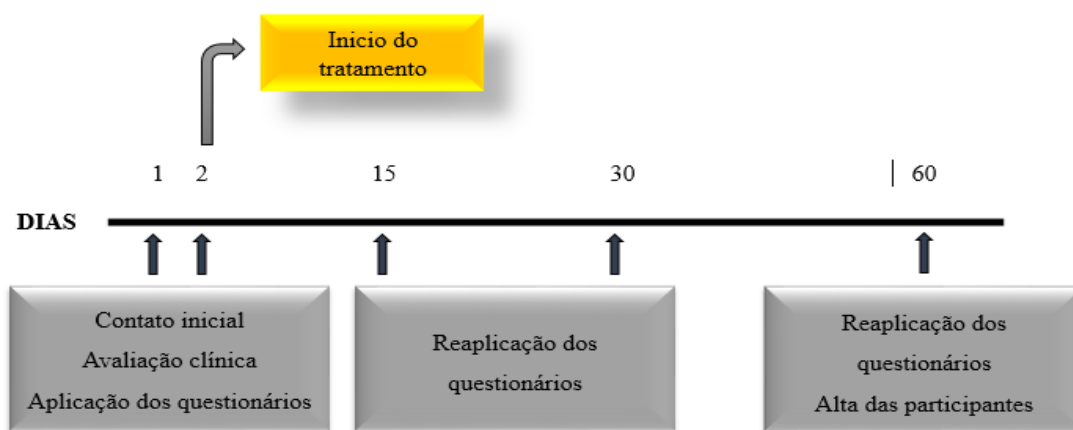 Inicio do
tratamento
1 2 15 30 | 60
DIAS
Contato inicial
Avaliação clínica
Aplicação dos questionários
Reaplicação dos
questionários
Reaplicação dos
questionários
Alta das participantes